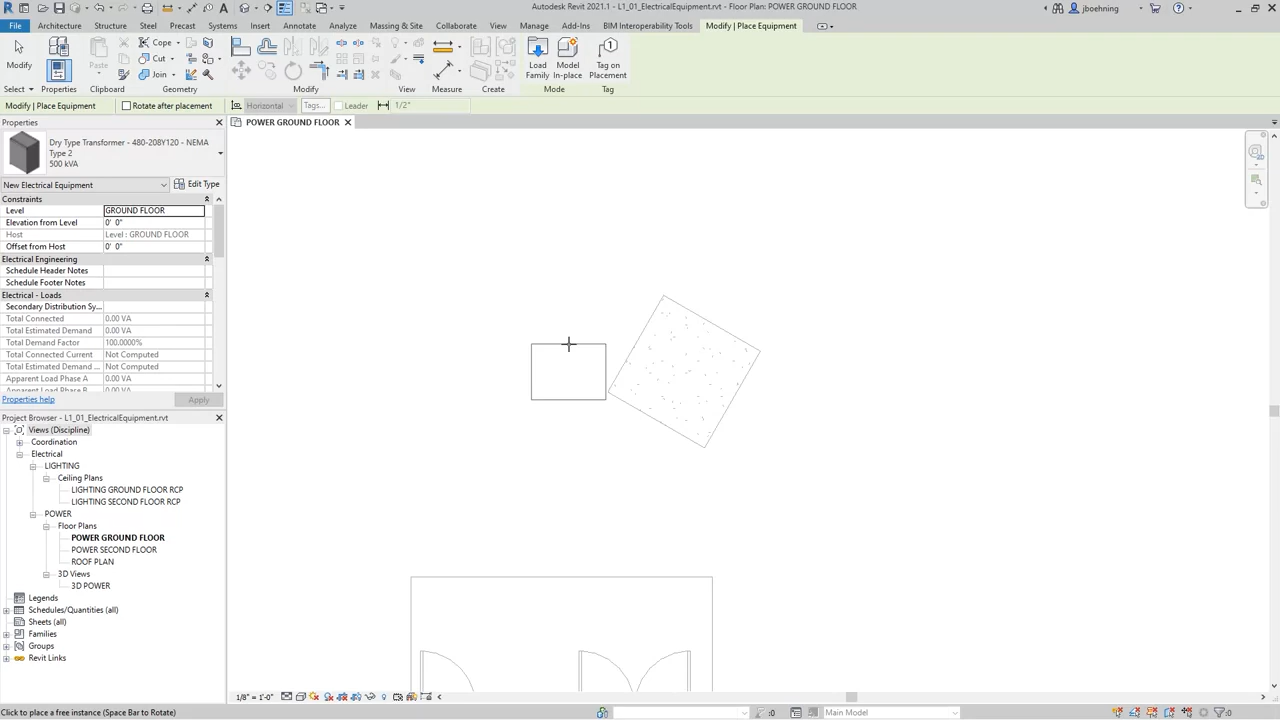 Autodesk Revit 2021.1 - L1_01_ElectricalEquipment.rvt - Floor Plan: POWER GROUND FLOOR
jboehning
File
Architecture
Structure
Steel
Precast
Systems
Insert
Annotate
Analyze
Massing & Site
Collaborate
View
Manage
Add-Ins
BIM Interoperability Tools
Modify | Place Equipment
Modify
Paste
Cope
Cut
Join
Load Family
Model In-place
Tag on Placement
Select
Properties
Clipboard
Geometry
Modify
View
Measure
Create
Mode
Tag
Modify | Place Equipment
Rotate after placement
Horizontal
Tags...
Leader
1/2"
Properties
POWER GROUND FLOOR
Dry Type Transformer - 480-208Y120 - NEMA
Type 2
500 kVA
New Electrical Equipment
Edit Type
Constraints
Level GROUND FLOOR
Elevation from Level 0' 0"
Host Level : GROUND FLOOR
Offset from Host 0' 0"
Electrical Engineering
Schedule Header Notes
Schedule Footer Notes
Electrical - Loads
Secondary Distribution Sy...
Total Connected 0.00 VA
Total Estimated Demand 0.00 VA
Total Demand Factor 100.0000%
Total Connected Current Not Computed
Total Estimated Demand ... Not Computed
Apparent Load Phase A 0.00 VA
Apparent Load Phase B 0.00 VA
Properties help
Apply
Project Browser - L1_01_ElectricalEquipment.rvt
Views (Discipline)
Coordination
Electrical
LIGHTING
Ceiling Plans
LIGHTING GROUND FLOOR RCP
LIGHTING SECOND FLOOR RCP
POWER
Floor Plans
POWER GROUND FLOOR
POWER SECOND FLOOR
ROOF PLAN
3D Views
3D POWER
Legends
Schedules/Quantities (all)
Sheets (all)
Families
Groups
Revit Links
1/8" = 1'-0"
Click to place a free instance (Space Bar to Rotate)
:0
Main Model
:0